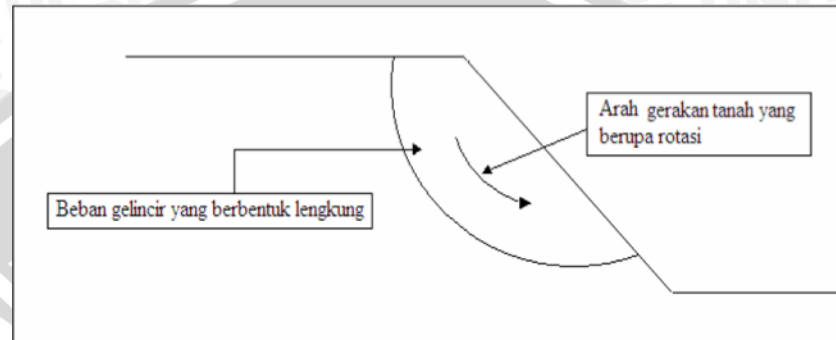 Arah gerakan tanah yang
berupa rotasi
Beban gelincir yang berbentuk lengkung